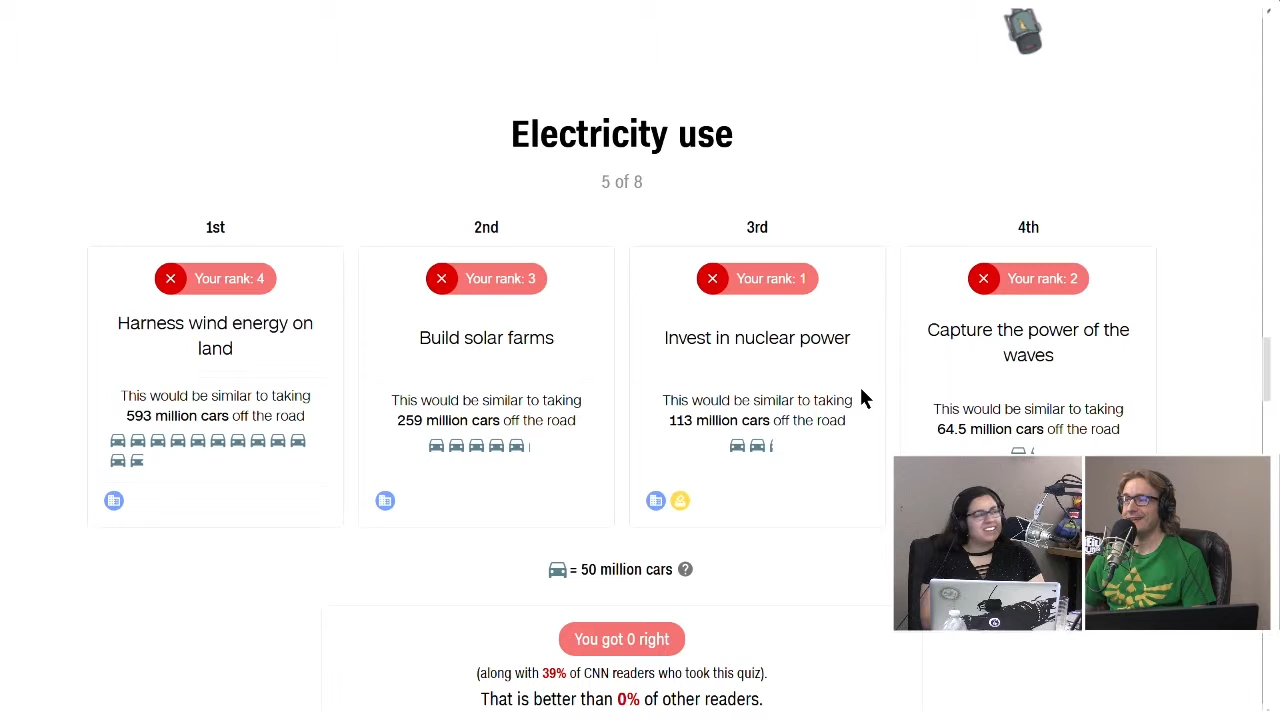 Electricity use
5 of 8
1st
2nd
3rd
4th
Your rank: 4
Your rank: 3
Your rank: 1
Your rank: 2
Harness wind energy on
land
Build solar farms
Invest in nuclear power
Capture the power of the
waves
This would be similar to taking
593 million cars off the road
This would be similar to taking
259 million cars off the road
This would be similar to taking
113 million cars off the road
This would be similar to taking
64.5 million cars off the road
= 50 million cars ?
You got 0 right
(along with 39% of CNN readers who took this quiz).
That is better than 0% of other readers.